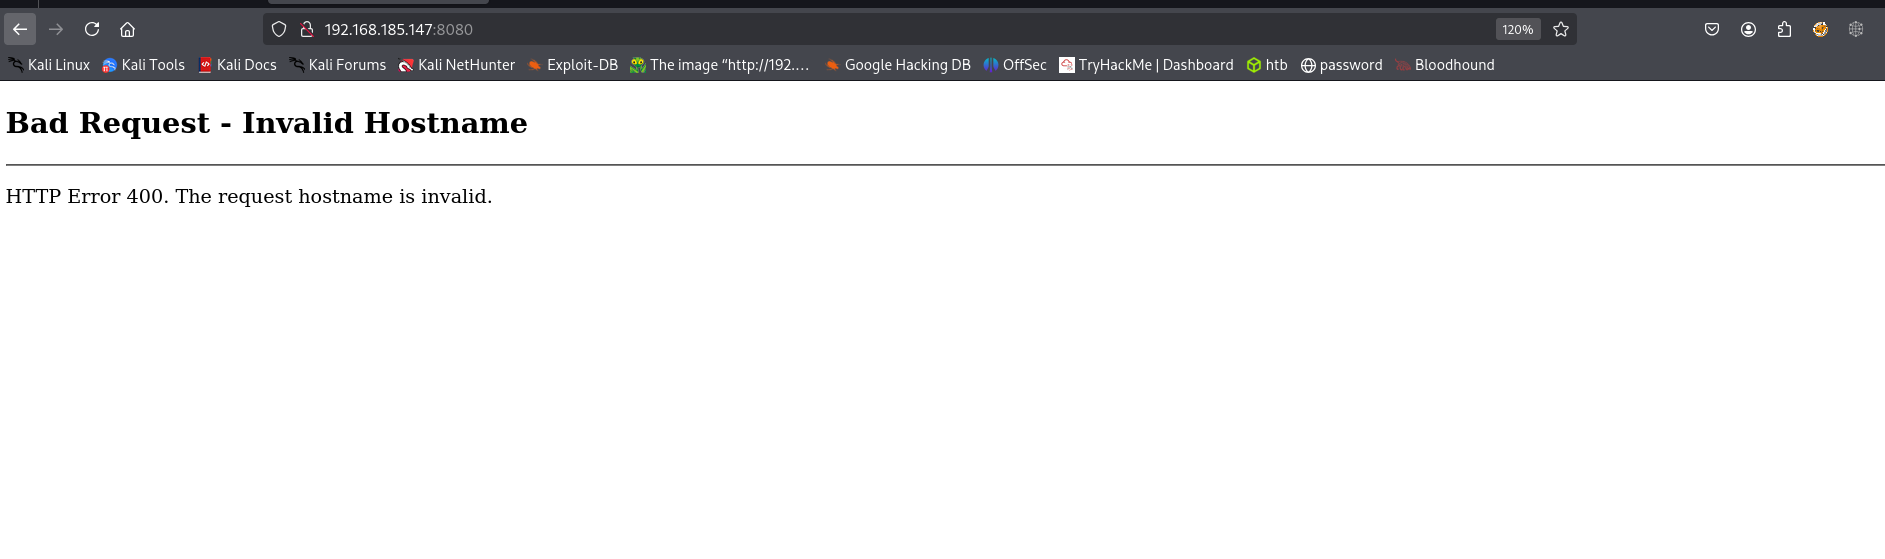 192.168.185.147:8080 120%
Kali Linux Kali Tools Kali Docs Kali Forums Kali NetHunter Exploit-DB The image “http://192.… Google Hacking DB OffSec TryHackMe | Dashboard htb password Bloodhound
Bad Request - Invalid Hostname
HTTP Error 400. The request hostname is invalid.